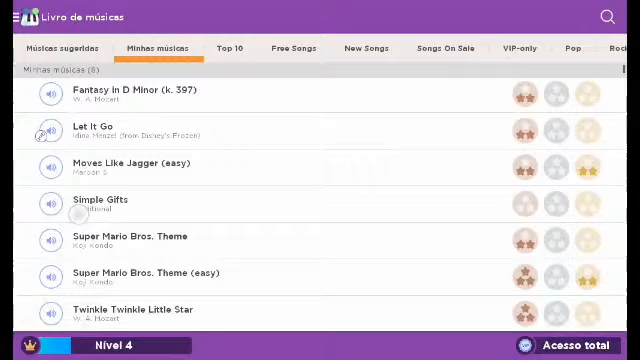 Livro de músicas
Músicas sugeridas Minhas músicas Top 10 Free Songs New Songs Songs On Sale VIP-only Pop Rock
Minhas músicas (8)
Fantasy in D Minor (k. 397)
W. A. Mozart
Let It Go
Idina Menzel (from Disney's Frozen)
Moves Like Jagger (easy)
Maroon 5
Simple Gifts
Super Mario Bros. Theme
Koji Kondo
Super Mario Bros. Theme (easy)
Koji Kondo
Twinkle Twinkle Little Star
W. A. Mozart
Nível 4 Acesso total